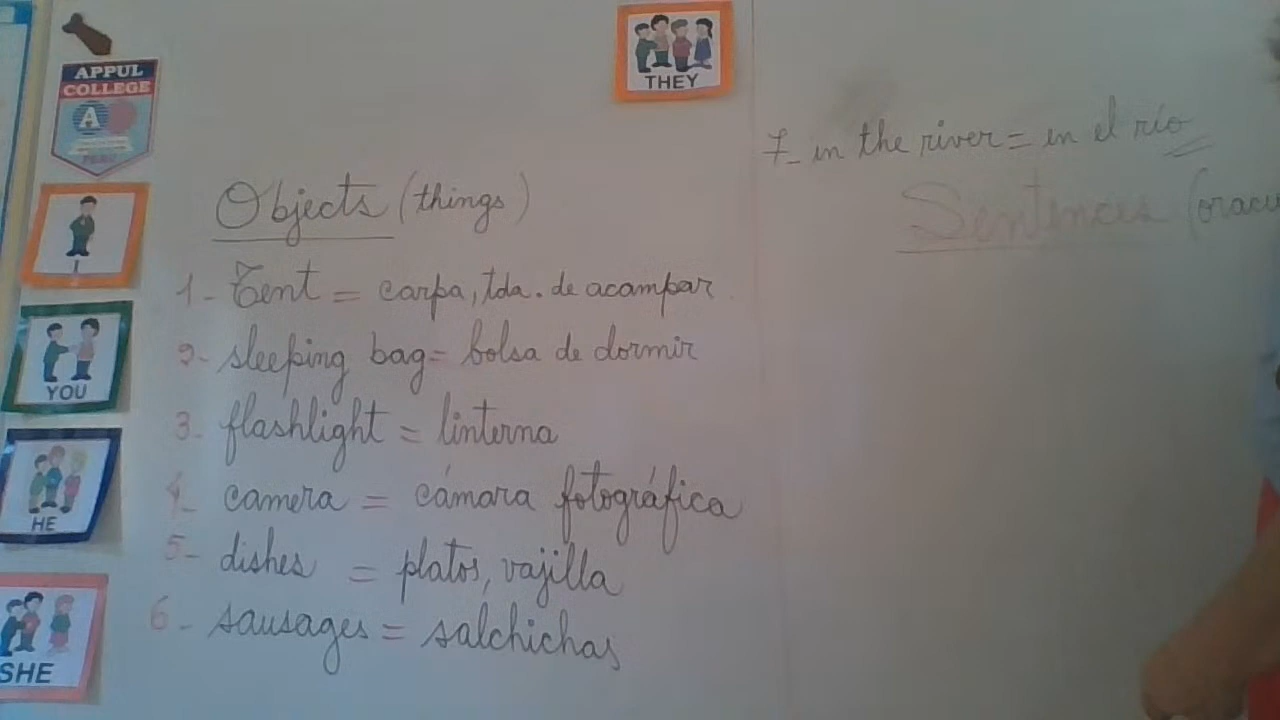 APPUL
COLLEGE
A
PERÚ
I
YOU
HE
SHE
THEY
Objects (things)
1- Tent = carpa, tda. de acampar
2- sleeping bag = bolsa de dormir
3- flashlight = linterna
4- camera = cámara fotográfica
5- dishes = platos, vajilla
6- sausages = salchichas
7- in the river = en el río
Sentences (oracu